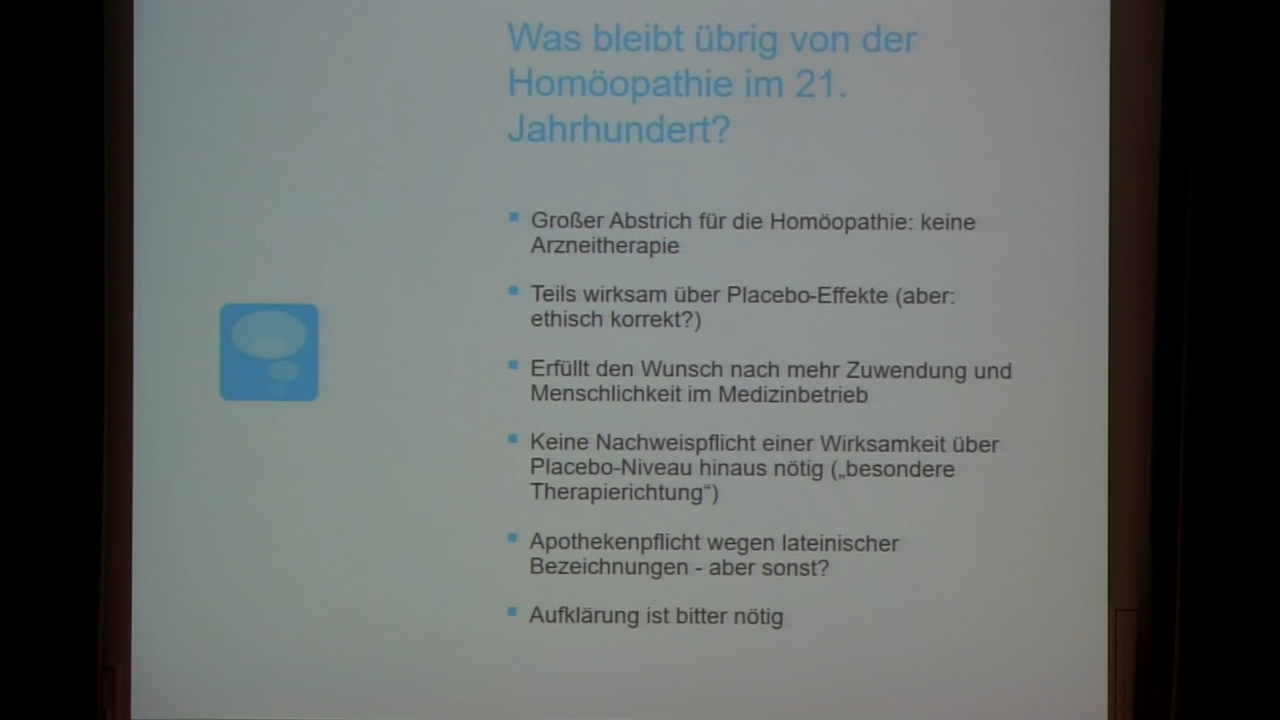 Was bleibt übrig von der
Homöopathie im 21.
Jahrhundert?
Großer Abstrich für die Homöopathie: keine
Arzneitherapie
Teils wirksam über Placebo-Effekte (aber:
ethisch korrekt?)
Erfüllt den Wunsch nach mehr Zuwendung und
Menschlichkeit im Medizinbetrieb
Keine Nachweispflicht einer Wirksamkeit über
Placebo-Niveau hinaus nötig („besondere
Therapierichtung“)
Apothekenpflicht wegen lateinischer
Bezeichnungen - aber sonst?
Aufklärung ist bitter nötig